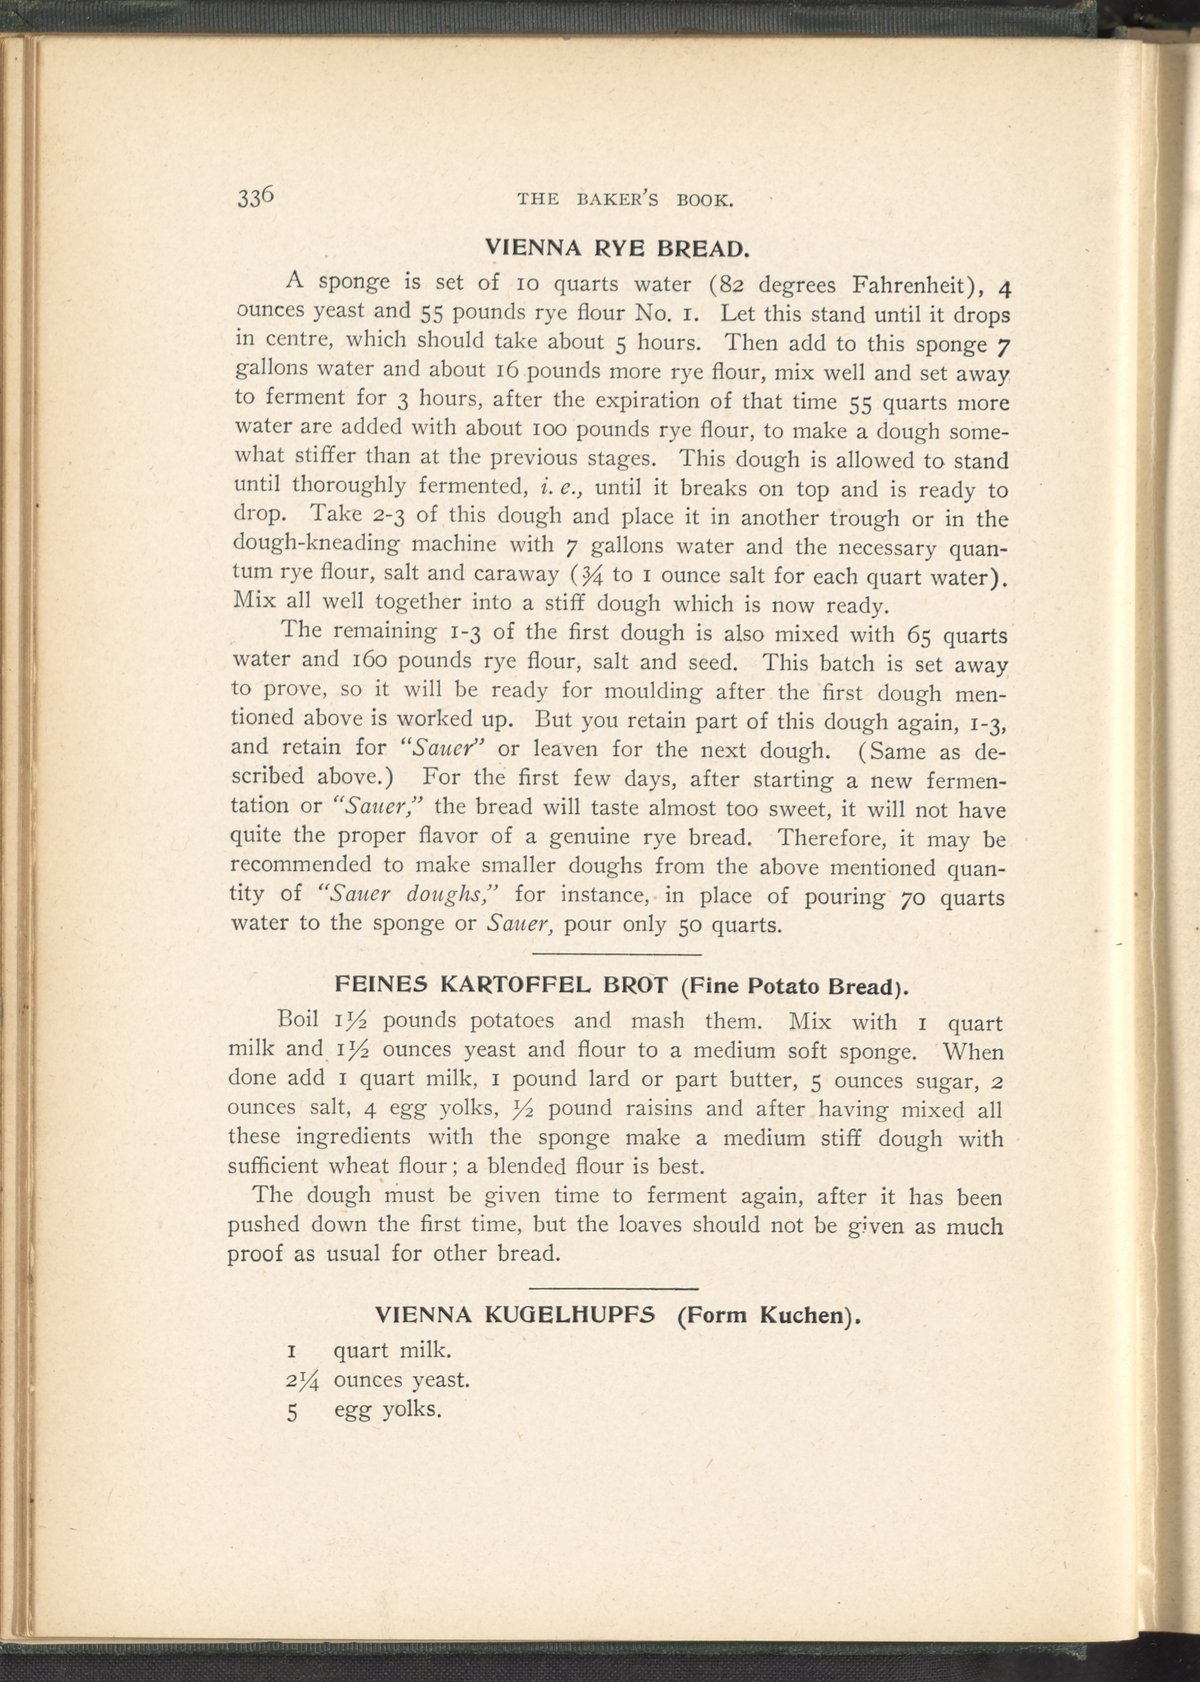 336 THE BAKER'S BOOK.
VIENNA RYE BREAD.
A sponge is set of 10 quarts water (82 degrees Fahrenheit), 4
ounces yeast and 55 pounds rye flour No. 1. Let this stand until it drops
in centre, which should take about 5 hours. Then add to this sponge 7
gallons water and about 16 pounds more rye flour, mix well and set away
to ferment for 3 hours, after the expiration of that time 55 quarts more
water are added with about 100 pounds rye flour, to make a dough some-
what stiffer than at the previous stages. This dough is allowed to stand
until thoroughly fermented, i. e., until it breaks on top and is ready to
drop. Take 2-3 of this dough and place it in another trough or in the
dough-kneading machine with 7 gallons water and the necessary quan-
tum rye flour, salt and caraway (¾ to 1 ounce salt for each quart water).
Mix all well together into a stiff dough which is now ready.
The remaining 1-3 of the first dough is also mixed with 65 quarts
water and 160 pounds rye flour, salt and seed. This batch is set away
to prove, so it will be ready for moulding after the first dough men-
tioned above is worked up. But you retain part of this dough again, 1-3,
and retain for "Sauer" or leaven for the next dough. (Same as de-
scribed above.) For the first few days, after starting a new fermen-
tation or "Sauer," the bread will taste almost too sweet, it will not have
quite the proper flavor of a genuine rye bread. Therefore, it may be
recommended to make smaller doughs from the above mentioned quan-
tity of "Sauer doughs," for instance, in place of pouring 70 quarts
water to the sponge or Sauer, pour only 50 quarts.
FEINES KARTOFFEL BROT (Fine Potato Bread).
Boil 1½ pounds potatoes and mash them. Mix with 1 quart
milk and 1½ ounces yeast and flour to a medium soft sponge. When
done add 1 quart milk, 1 pound lard or part butter, 5 ounces sugar, 2
ounces salt, 4 egg yolks, ½ pound raisins and after having mixed all
these ingredients with the sponge make a medium stiff dough with
sufficient wheat flour; a blended flour is best.
The dough must be given time to ferment again, after it has been
pushed down the first time, but the loaves should not be given as much
proof as usual for other bread.
VIENNA KUGELHUPFS (Form Kuchen).
1 quart milk.
2¼ ounces yeast.
5 egg yolks.